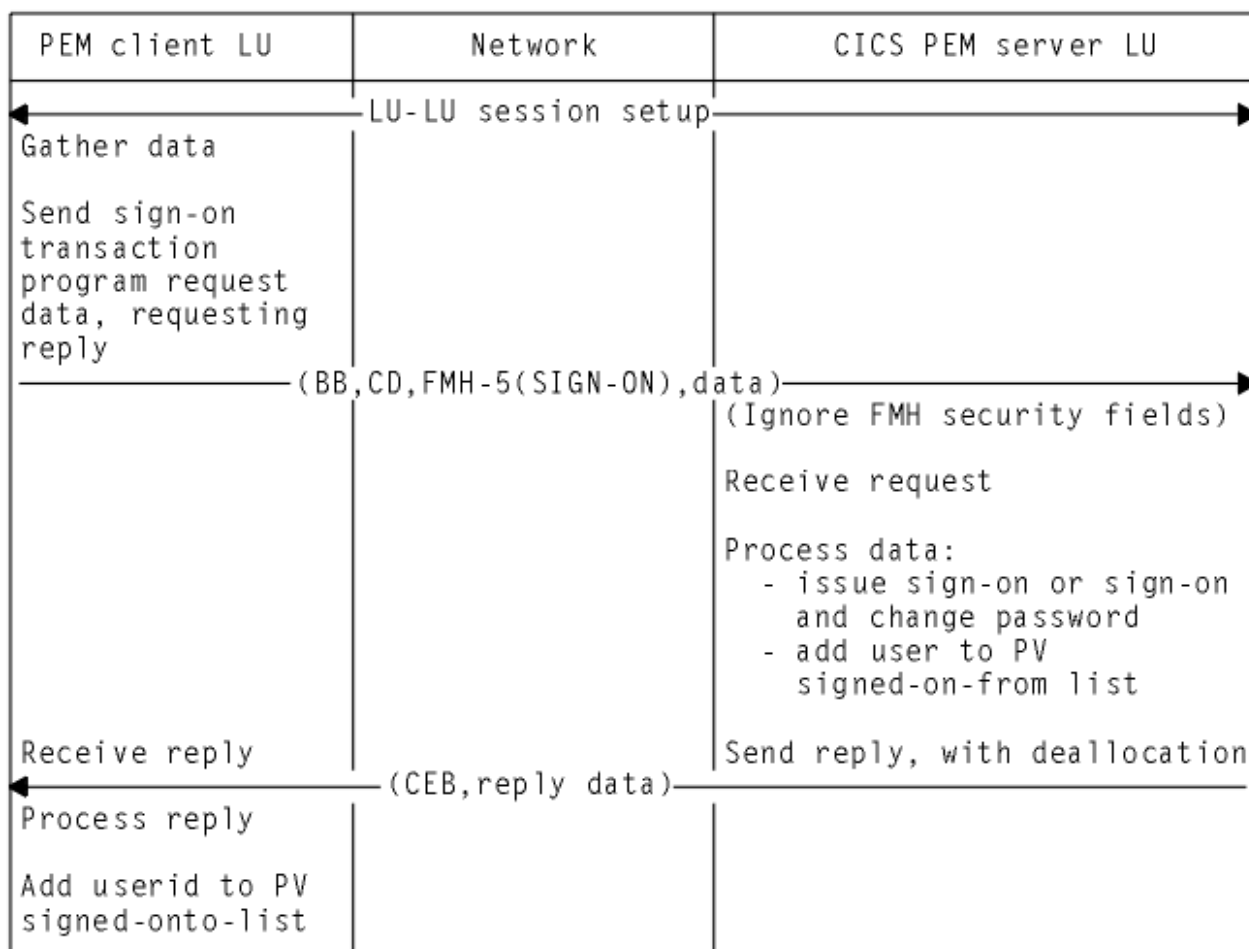 PEM client LU
Network
CICS PEM server LU
LU-LU session setup
Gather data
Send sign-on
transaction
program request
data, requesting
reply
(BB,CD,FMH-5(SIGN-ON),data)
(Ignore FMH security fields)
Receive request
Process data:
- issue sign-on or sign-on
and change password
- add user to PV
signed-on-from list
Receive reply
Send reply, with deallocation
(CEB,reply data)
Process reply
Add userid to PV
signed-onto-list